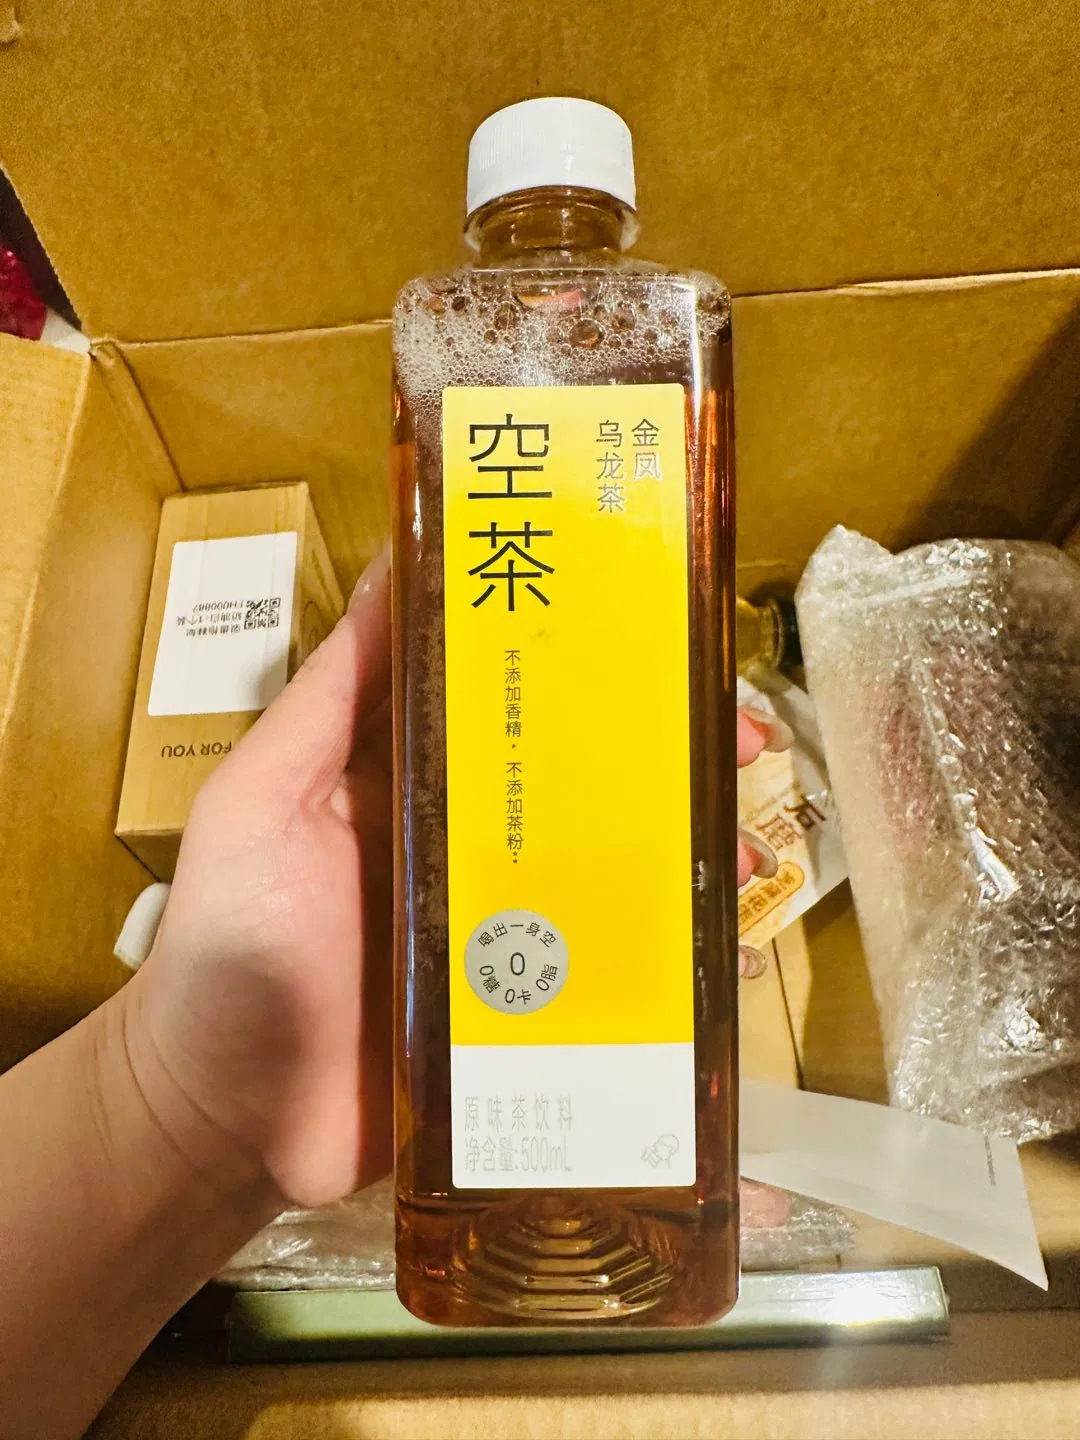 金凤
乌龙茶
空茶
不添加香精,不添加茶粉**
喝出一身空
0
0糖 0卡 0脂
原味茶饮料
净含量:500mL
FH000887
FOR YOU